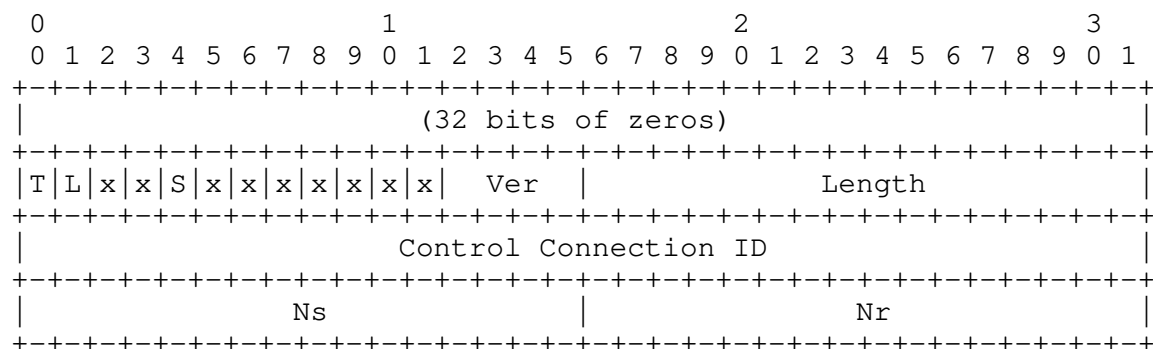 0                   1                   2                   3
 0 1 2 3 4 5 6 7 8 9 0 1 2 3 4 5 6 7 8 9 0 1 2 3 4 5 6 7 8 9 0 1
+-+-+-+-+-+-+-+-+-+-+-+-+-+-+-+-+-+-+-+-+-+-+-+-+-+-+-+-+-+-+-+-+
|                      (32 bits of zeros)                       |
+-+-+-+-+-+-+-+-+-+-+-+-+-+-+-+-+-+-+-+-+-+-+-+-+-+-+-+-+-+-+-+-+
|T|L|x|x|S|x|x|x|x|x|x|x|  Ver  |             Length            |
+-+-+-+-+-+-+-+-+-+-+-+-+-+-+-+-+-+-+-+-+-+-+-+-+-+-+-+-+-+-+-+-+
|                     Control Connection ID                     |
+-+-+-+-+-+-+-+-+-+-+-+-+-+-+-+-+-+-+-+-+-+-+-+-+-+-+-+-+-+-+-+-+
|               Ns              |               Nr              |
+-+-+-+-+-+-+-+-+-+-+-+-+-+-+-+-+-+-+-+-+-+-+-+-+-+-+-+-+-+-+-+-+